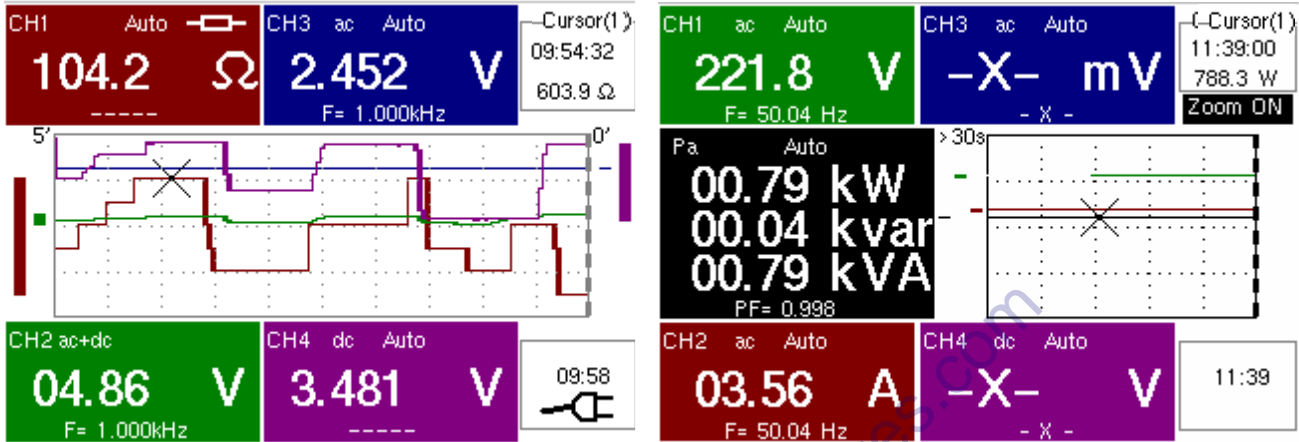 CH1 Auto
104.2 Ω
-----
CH3 ac Auto
2.452 V
F= 1.000kHz
Cursor(1)
09:54:32
603.9 Ω
5'
0'
CH2 ac+dc
04.86 V
F= 1.000kHz
CH4 dc Auto
3.481 V
-----
09:58
CH1 ac Auto
221.8 V
F= 50.04 Hz
CH3 ac Auto
-X- mV
- X -
(-Cursor(1)
11:39:00
788.3 W
Zoom ON
Pa Auto
00.79 kW
00.04 kvar
00.79 kVA
PF= 0.998
>30s
CH2 ac Auto
03.56 A
F= 50.04 Hz
CH4 dc Auto
-X- V
- X -
11:39